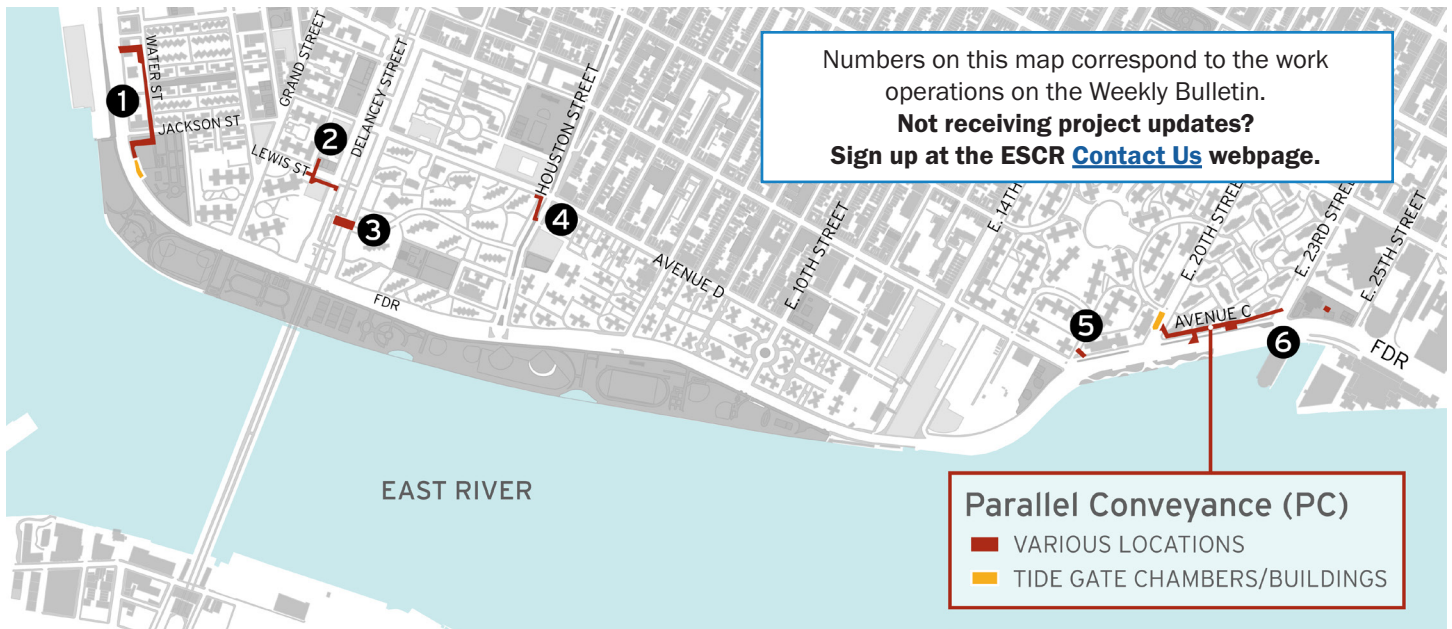 Numbers on this map correspond to the work
operations on the Weekly Bulletin.
Not receiving project updates?
Sign up at the ESCR Contact Us webpage.
WATER ST
JACKSON ST
GRAND STREET
LEWIS ST
DELANCEY STREET
HOUSTON STREET
AVENUE D
E. 10TH STREET
E. 14TH
E. 20TH STREET
E. 23RD STREET
E. 25TH STREET
AVENUE C
FDR
FDR
1
2
3
4
5
6
EAST RIVER
Parallel Conveyance (PC)
VARIOUS LOCATIONS
TIDE GATE CHAMBERS/BUILDINGS